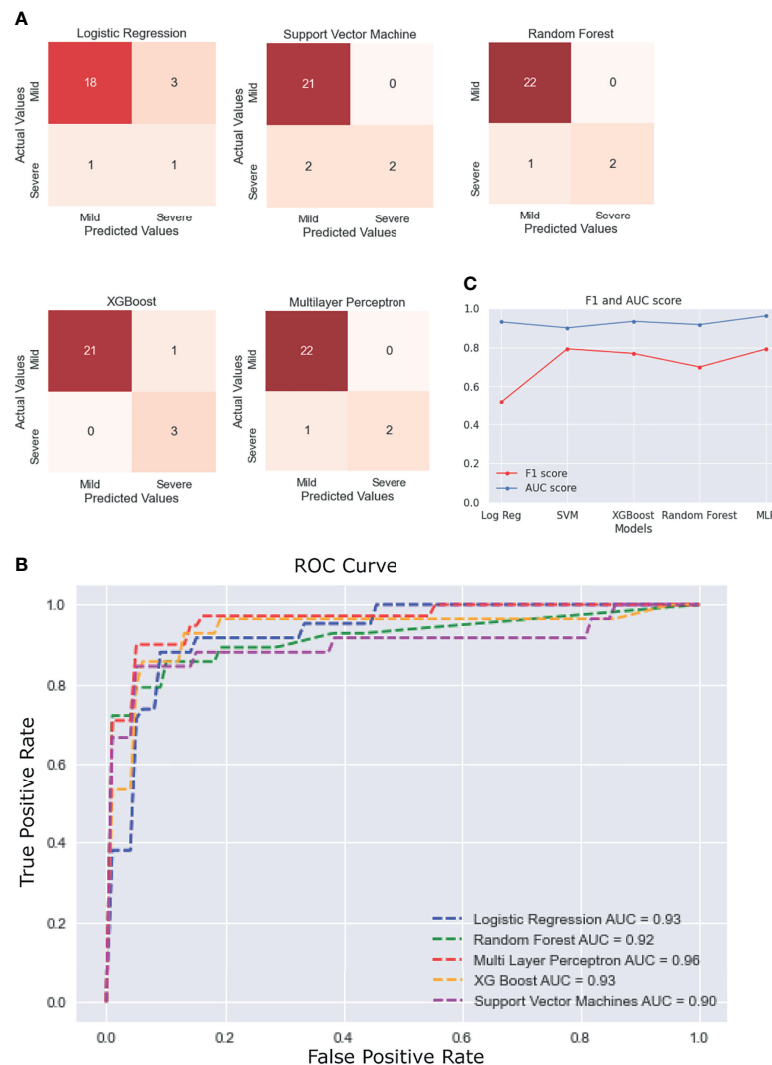 A
Logistic Regression
Actual Values
Mild
Severe
18
3
1
1
Mild
Severe
Predicted Values
Support Vector Machine
Actual Values
Mild
Severe
21
0
2
2
Mild
Severe
Predicted Values
Random Forest
22
0
1
2
Mild
Severe
Predicted Values
XGBoost
Actual Values
Mild
Severe
21
1
0
3
Mild
Severe
Predicted Values
Multilayer Perceptron
Actual Values
Mild
Severe
22
0
1
2
Mild
Severe
Predicted Values
C
F1 and AUC score
1.0
0.8
0.6
0.4
0.2
0.0
F1 score
AUC score
Log Reg
SVM
XGBoost
Random Forest
MLP
Models
B
ROC Curve
True Positive Rate
1.0
0.8
0.6
0.4
0.2
0.0
Logistic Regression AUC = 0.93
Random Forest AUC = 0.92
Multi Layer Perceptron AUC = 0.96
XG Boost AUC = 0.93
Support Vector Machines AUC = 0.90
0.0
0.2
0.4
0.6
0.8
1.0
False Positive Rate